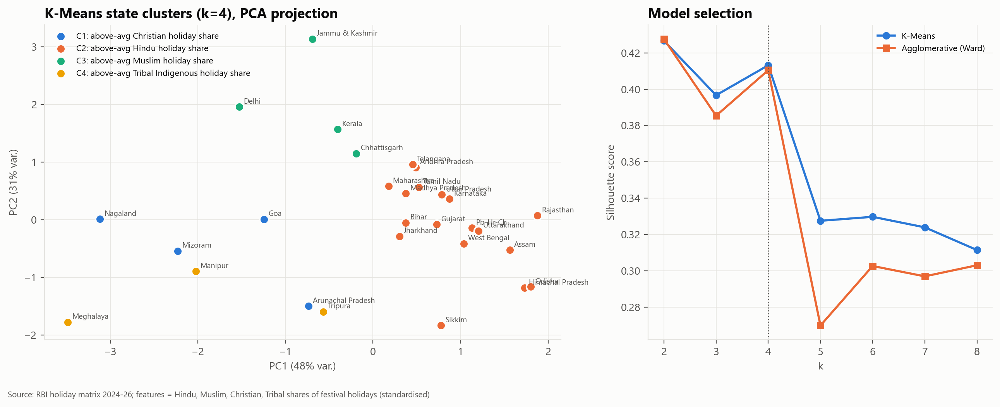 K-Means state clusters (k=4), PCA projection
C1: above-avg Christian holiday share
C2: above-avg Hindu holiday share
C3: above-avg Muslim holiday share
C4: above-avg Tribal Indigenous holiday share
Jammu & Kashmir
Delhi
Kerala
Chhattisgarh
Telangana
Andhra Pradesh
Maharashtra
Tamil Nadu
Madhya Pradesh
Uttar Pradesh
Karnataka
Rajasthan
Nagaland
Goa
Bihar
Gujarat
Pb-Hr-Ch
Uttarakhand
Jharkhand
West Bengal
Assam
Mizoram
Manipur
Odisha
Himachal Pradesh
Arunachal Pradesh
Tripura
Meghalaya
Sikkim
3
2
1
0
−1
−2
PC2 (31% var.)
−3
−2
−1
0
1
2
PC1 (48% var.)
Model selection
K-Means
Agglomerative (Ward)
0.42
0.40
0.38
0.36
0.34
0.32
0.30
0.28
Silhouette score
2
3
4
5
6
7
8
k
Source: RBI holiday matrix 2024-26; features = Hindu, Muslim, Christian, Tribal shares of festival holidays (standardised)